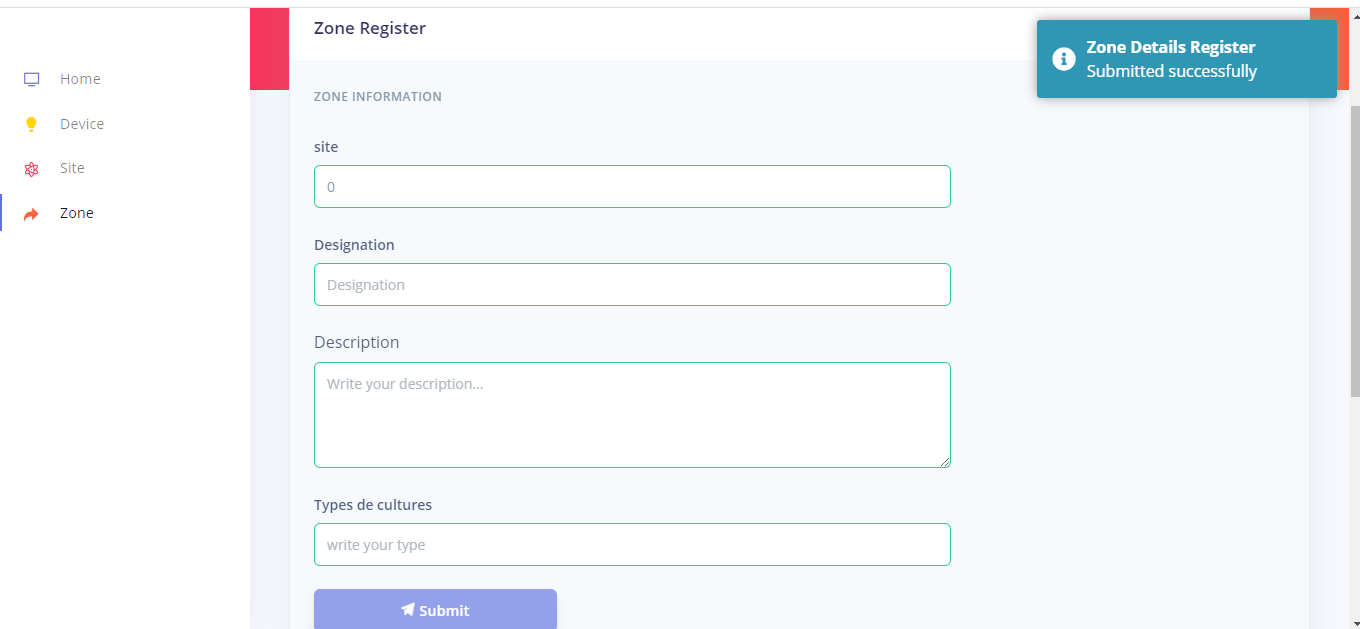 Zone Register
Zone Details Register
Submitted successfully
Home
Device
Site
Zone
ZONE INFORMATION
site
0
Designation
Designation
Description
Write your description...
Types de cultures
write your type
Submit